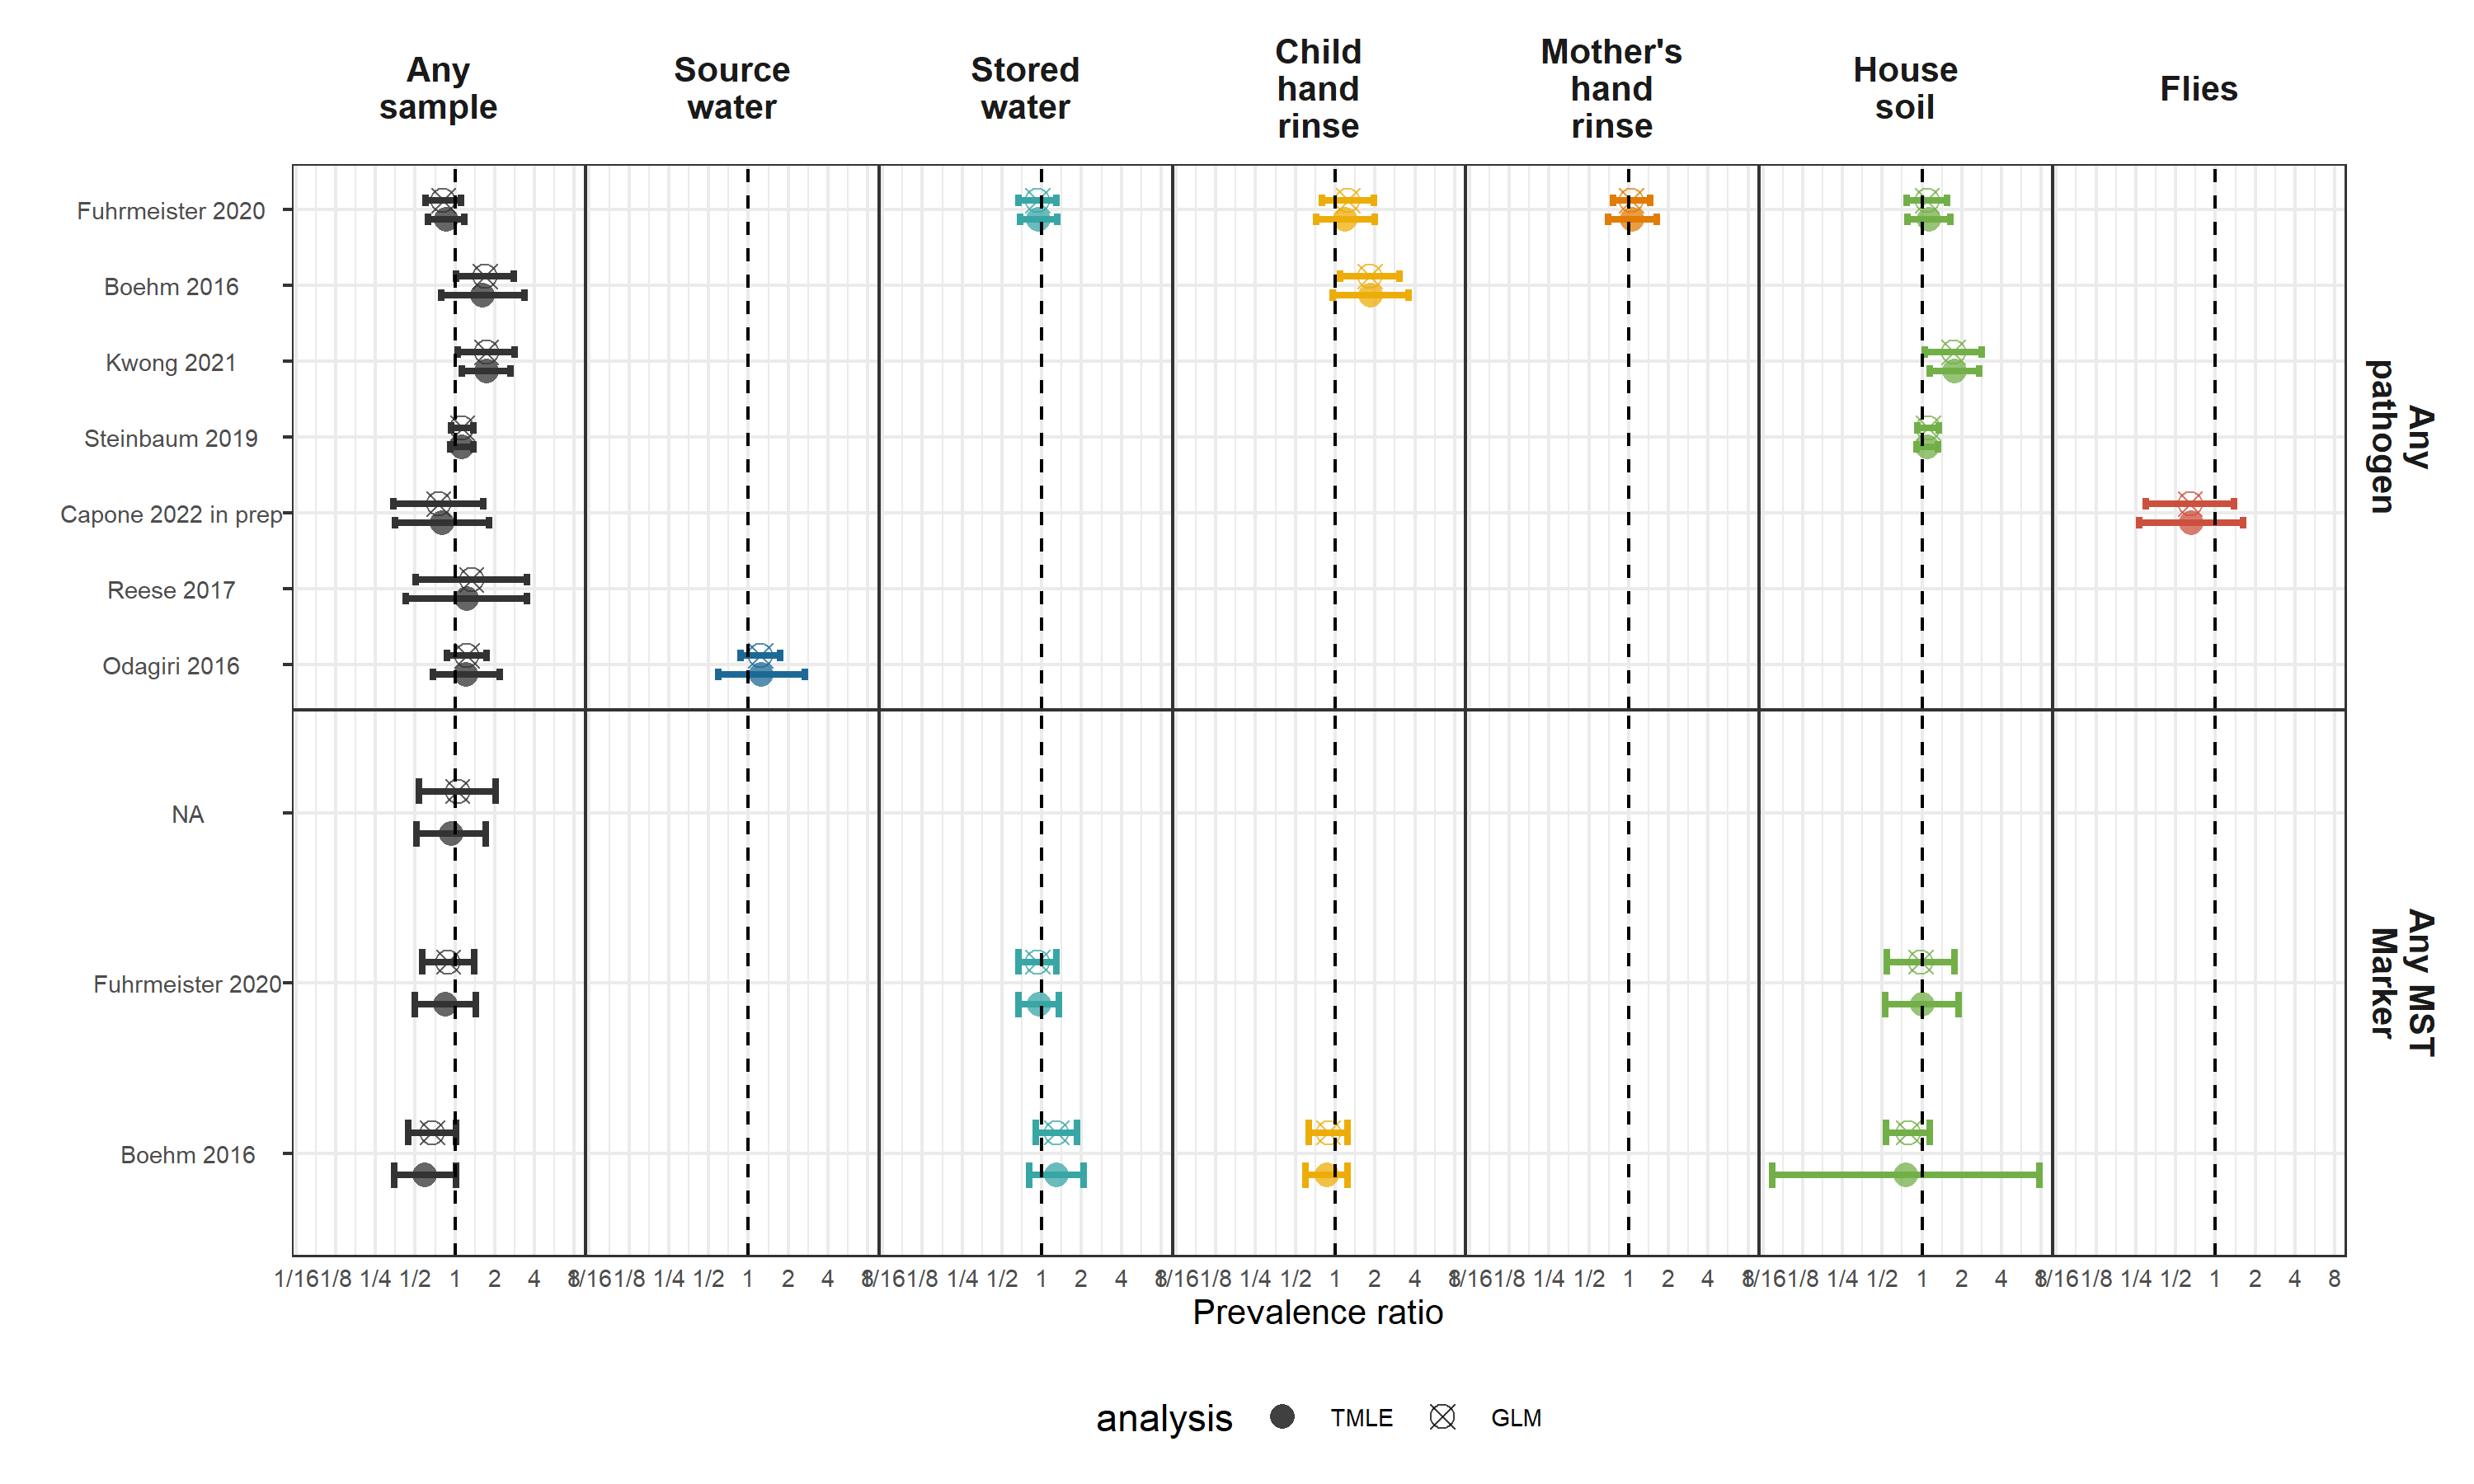 Any
sample
Source
water
Stored
water
Child
hand
rinse
Mother's
hand
rinse
House
soil
Flies
Fuhrmeister 2020
Boehm 2016
Kwong 2021
Steinbaum 2019
Capone 2022 in prep
Reese 2017
Odagiri 2016
Any
pathogen
NA
Fuhrmeister 2020
Boehm 2016
Any MST
Marker
1/16 1/8 1/4 1/2 1 2 4 8 1/16 1/8 1/4 1/2 1 2 4 8 1/16 1/8 1/4 1/2 1 2 4 8 1/16 1/8 1/4 1/2 1 2 4 8 1/16 1/8 1/4 1/2 1 2 4 8 1/16 1/8 1/4 1/2 1 2 4 8 1/16 1/8 1/4 1/2 1 2 4 8
Prevalence ratio
analysis TMLE GLM